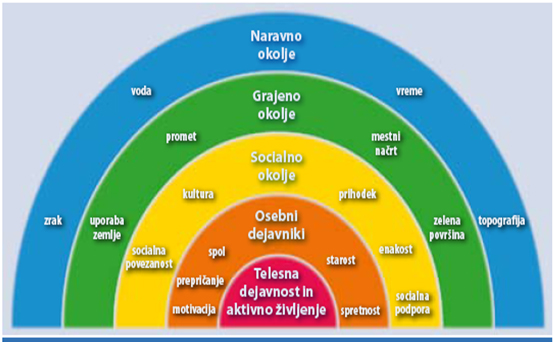 Naravno
okolje
voda
vreme
zrak
topografija
Grajeno
okolje
promet
mestni
načrt
uporaba
zemlje
zelena
površina
Socialno
okolje
kultura
prihodek
socialna
povezanost
enakost
socialna
podpora
Osebni
dejavniki
spol
starost
prepričanje
motivacija
spretnost
Telesna
dejavnost in
aktivno življenje